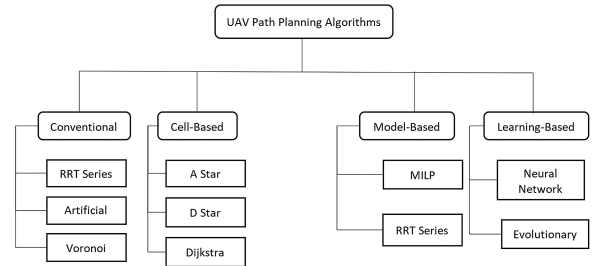 UAV Path Planning Algorithms
Conventional
Cell-Based
Model-Based
Learning-Based
RRT Series
A Star
MILP
Neural
Network
Artificial
D Star
RRT Series
Evolutionary
Voronoi
Dijkstra